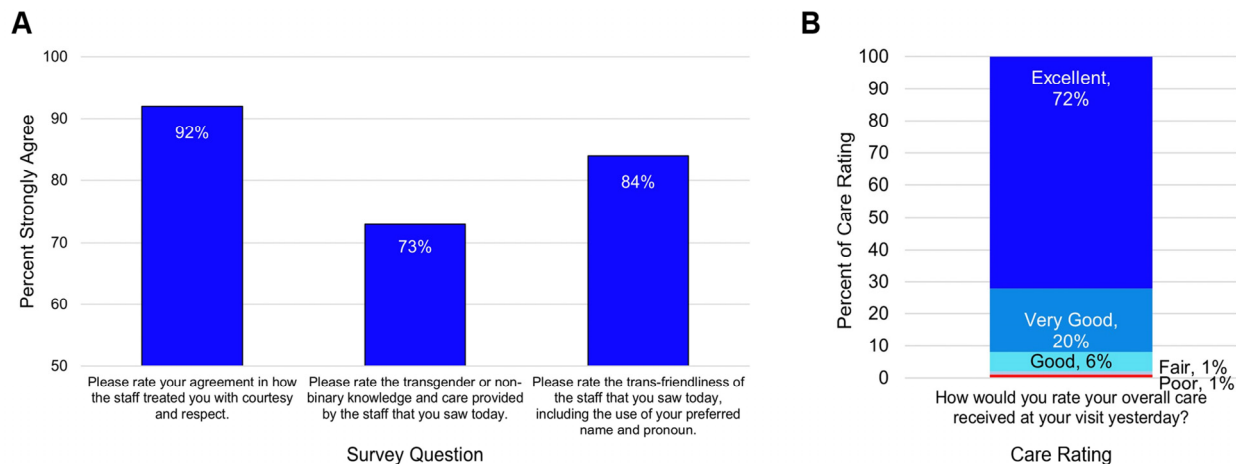 A
Percent Strongly Agree
100
90
80
70
60
50
92%
73%
84%
Please rate your agreement in how
the staff treated you with courtesy
and respect.
Please rate the transgender or non-
binary knowledge and care provided
by the staff that you saw today.
Please rate the trans-friendliness of
the staff that you saw today,
including the use of your preferred
name and pronoun.
Survey Question
B
Percent of Care Rating
100
90
80
70
60
50
40
30
20
10
0
Excellent,
72%
Very Good,
20%
Good, 6%
Fair, 1%
Poor, 1%
How would you rate your overall care
received at your visit yesterday?
Care Rating